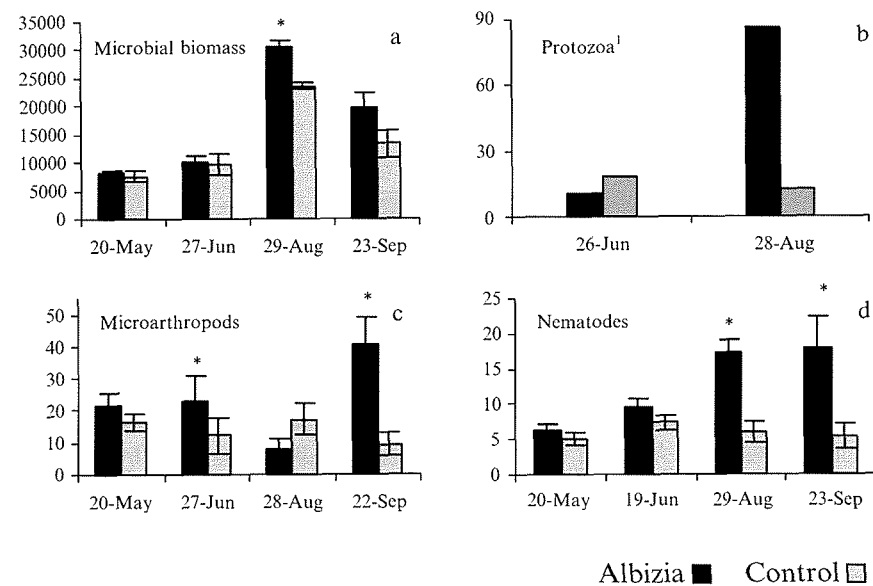 35000
30000
25000
20000
15000
10000
5000
0
Microbial biomass
*
a
20-May 27-Jun 29-Aug 23-Sep
90
60
30
0
Protozoa¹
b
26-Jun 28-Aug
50
40
30
20
10
0
Microarthropods
*
*
c
20-May 27-Jun 28-Aug 22-Sep
25
20
15
10
5
0
Nematodes
*
*
d
20-May 19-Jun 29-Aug 23-Sep
Albizia Control